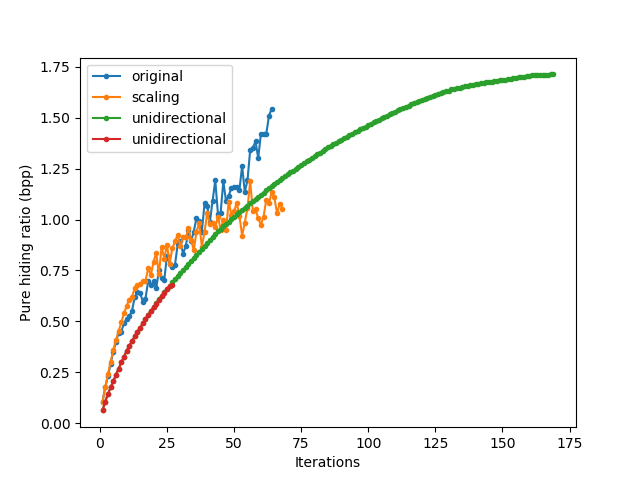 1.75
1.50
1.25
1.00
0.75
0.50
0.25
0.00
Pure hiding ratio (bpp)
original
scaling
unidirectional
unidirectional
0 25 50 75 100 125 150 175
Iterations